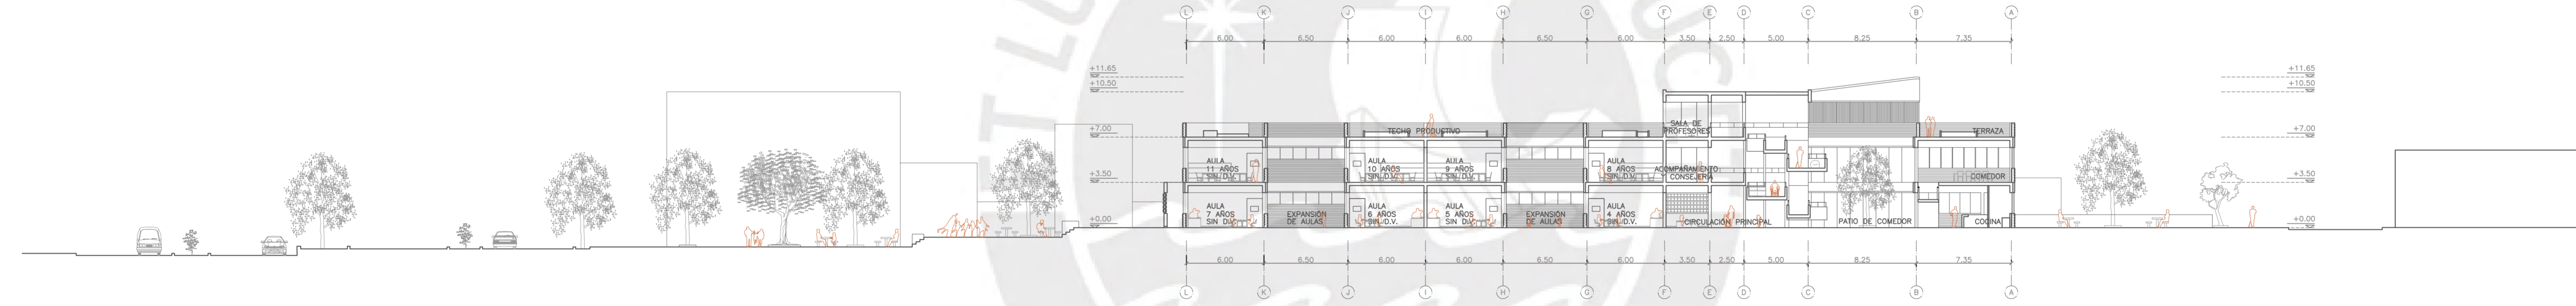 L K J I H G F E D C B A
6.00 6.50 6.00 6.00 6.50 6.00 3.50 2.50 5.00 8.25 7.35
+11.65 +11.65
+10.50 +10.50
+7.00 +7.00
TECHO PRODUCTIVO
SALA DE
PROFESORES
TERRAZA
+3.50 +3.50
AULA
11 AÑOS
SIN D.V.
AULA
10 AÑOS
SIN D.V.
AULA
9 AÑOS
SIN D.V.
AULA
8 AÑOS
SIN D.V.
ACOMPAÑAMIENTO
CONSEJERÍA
COMEDOR
+0.00 +0.00
AULA
7 AÑOS
SIN D.V.
EXPANSIÓN
DE AULAS
AULA
6 AÑOS
SIN D.V.
AULA
5 AÑOS
SIN D.V.
EXPANSIÓN
DE AULAS
AULA
4 AÑOS
SIN D.V.
CIRCULACIÓN PRINCIPAL
PATIO DE COMEDOR
COCINA
6.00 6.50 6.00 6.00 6.50 6.00 3.50 2.50 5.00 8.25 7.35
L K J I H G F E D C B A